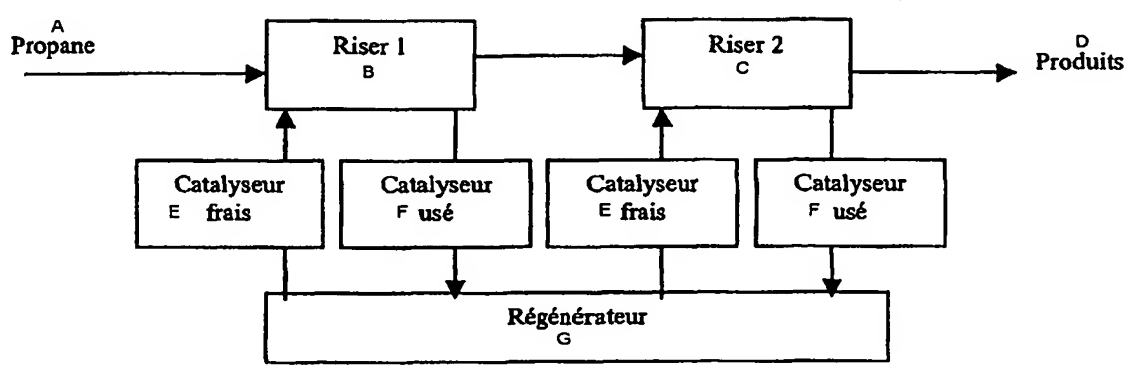 A
Propane
Riser 1
B
Riser 2
C
D
Produits
Catalyseur
E frais
Catalyseur
F usé
Catalyseur
E frais
Catalyseur
F usé
Régénérateur
G